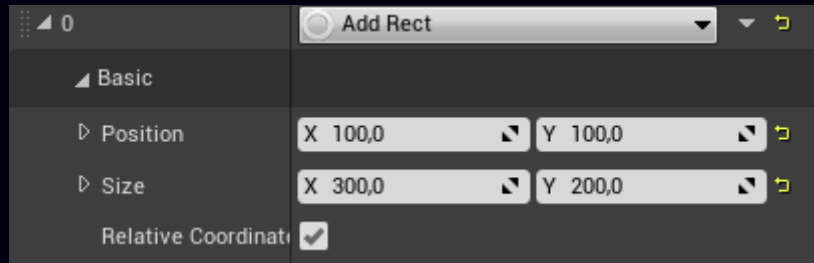 0 Add Rect
Basic
Position X 100,0 Y 100,0
Size X 300,0 Y 200,0
Relative Coordinat